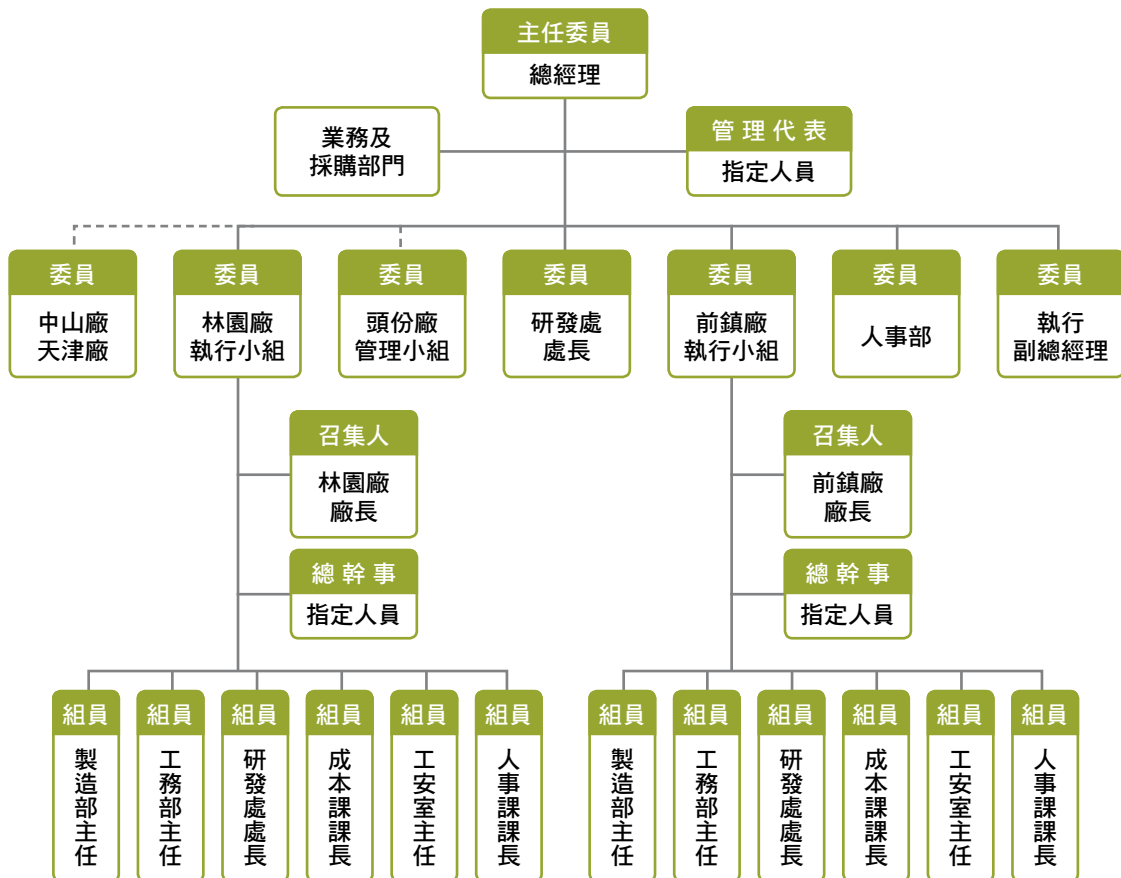 主任委員
總經理
業務及
採購部門
管理代表
指定人員
委員
中山廠
天津廠
委員
林園廠
執行小組
委員
頭份廠
管理小組
委員
研發處
處長
委員
前鎮廠
執行小組
委員
人事部
委員
執行
副總經理
召集人
林園廠
廠長
召集人
前鎮廠
廠長
總幹事
指定人員
總幹事
指定人員
組員
製造部主任
組員
工務部主任
組員
研發處處長
組員
成本課課長
組員
工安室主任
組員
人事課課長
組員
製造部主任
組員
工務部主任
組員
研發處處長
組員
成本課課長
組員
工安室主任
組員
人事課課長